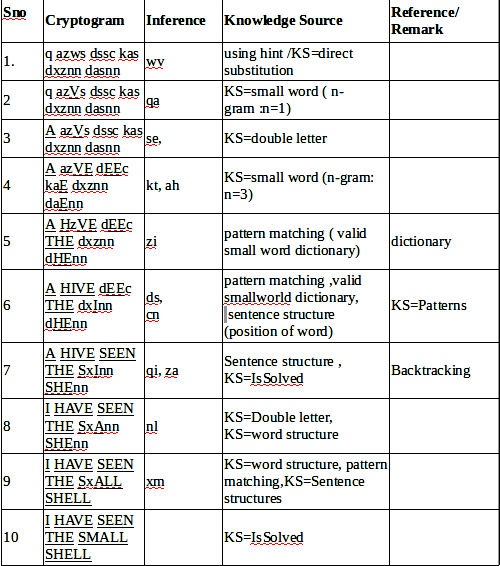 Sno Cryptogram Inference Knowledge Source Reference/
Remark
1. q azws dssc kas
dxznn dasnn wv using hint /KS=direct
substitution
2 q azVs dssc kas
dxznn dasnn qa KS=small word ( n-
gram :n=1)
3 A azVs dssc kas
dxznn dasnn se, KS=double letter
4 A azVE dEEc
kaE dxznn
daEnn kt, ah KS=small word (n-gram:
n=3)
5 A HzVE dEEc
THE dxznn
dHEnn zi pattern matching ( valid
small word dictionary) dictionary
6 A HIVE dEEc
THE dxInn
dHEnn ds,
cn pattern matching ,valid
smallworld dictionary,
sentence structure
(position of word) KS=Patterns
7 A HIVE SEEN
THE SxInn
SHEnn qi, za Sentence structure ,
KS=IsSolved Backtracking
8 I HAVE SEEN
THE SxAnn
SHEnn nl KS=Double letter,
KS=word structure
9 I HAVE SEEN
THE SxALL
SHELL xm KS=word structure, pattern
matching,KS=Sentence
structures
10 I HAVE SEEN
THE SMALL
SHELL KS=IsSolved